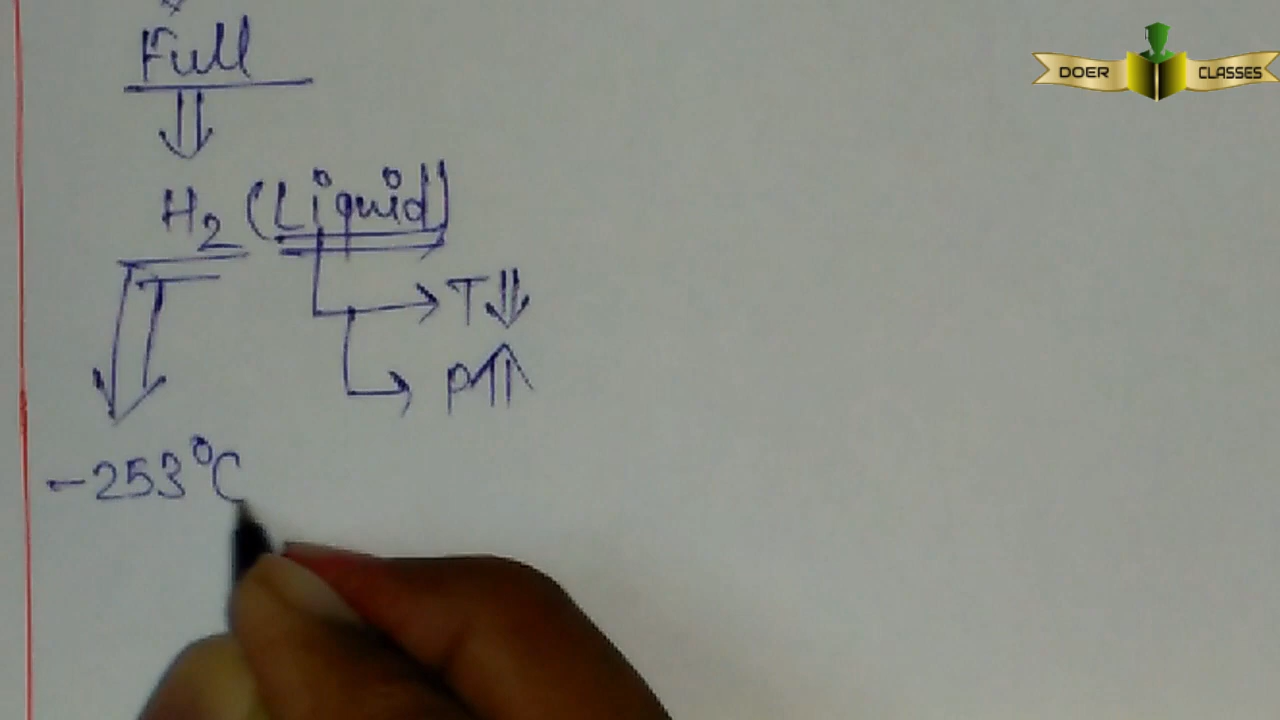 Full
H2 (Liquid)
T
P
-253°C
DOER CLASSES